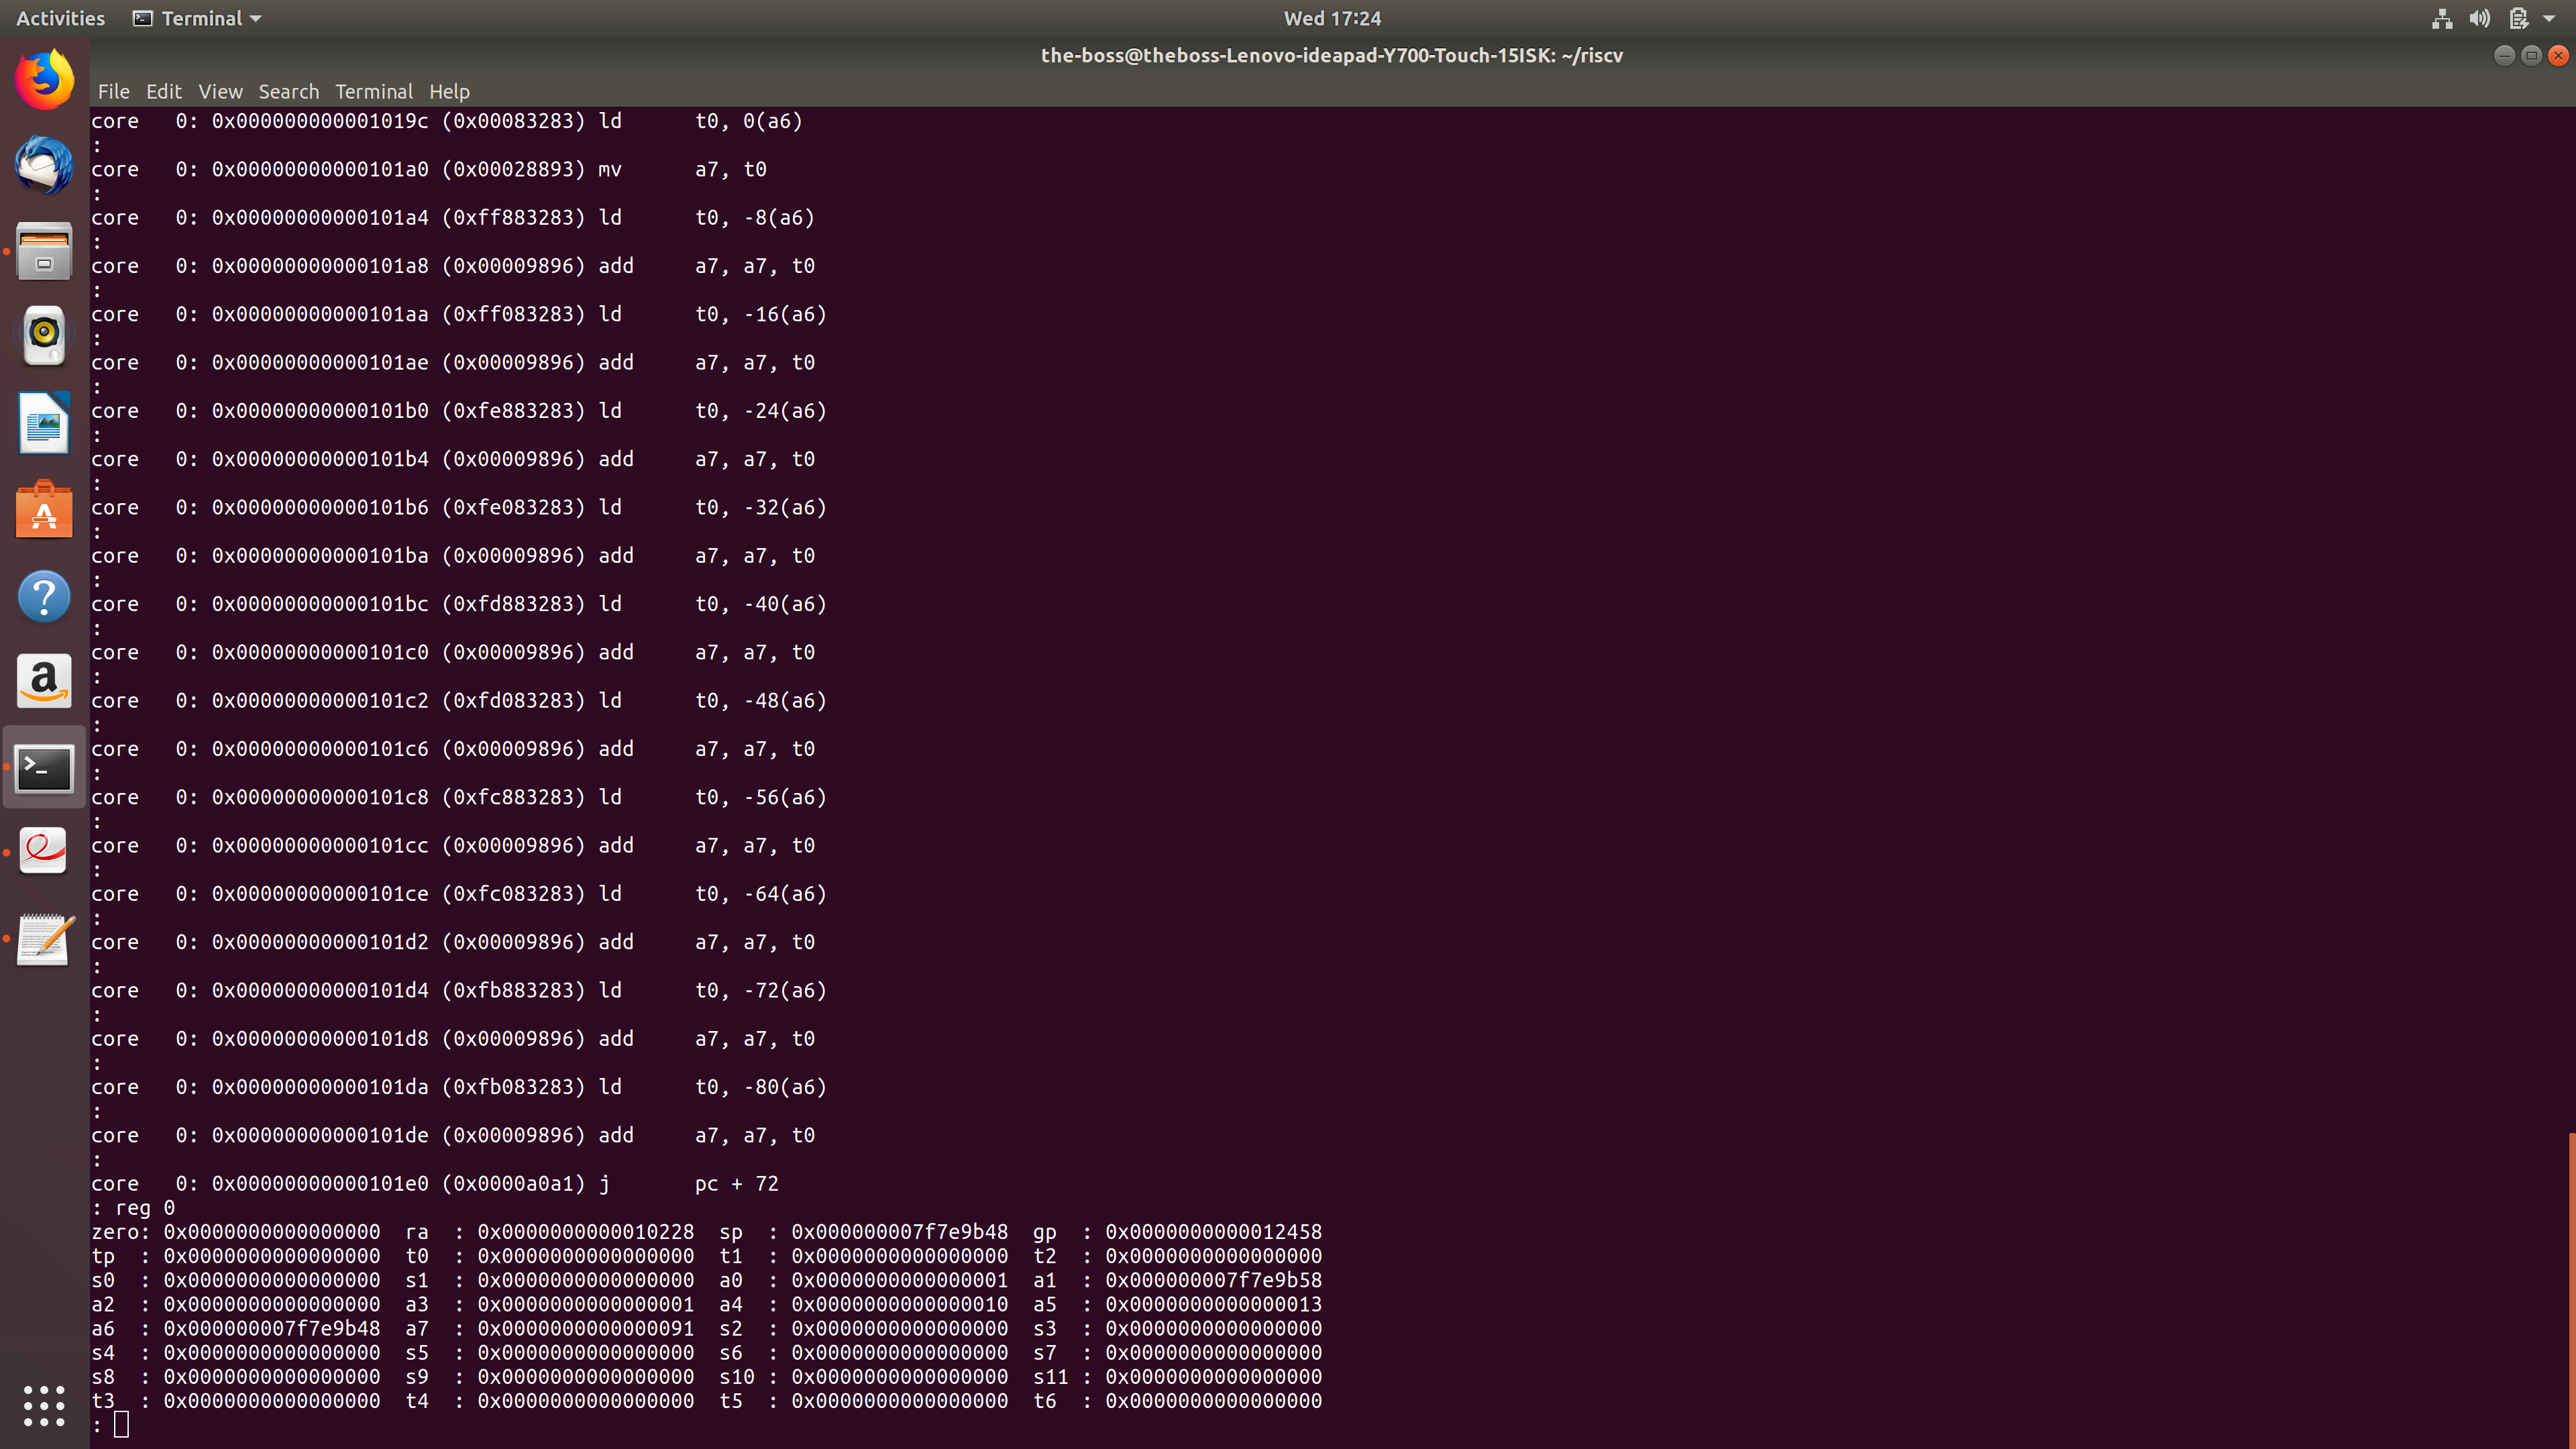 Activities Terminal Wed 17:24
the-boss@theboss-Lenovo-ideapad-Y700-Touch-15ISK: ~/riscv
File Edit View Search Terminal Help
core   0: 0x000000000001019c (0x00083283) ld      t0, 0(a6)
:
core   0: 0x00000000000101a0 (0x00028893) mv      a7, t0
:
core   0: 0x00000000000101a4 (0xff883283) ld      t0, -8(a6)
:
core   0: 0x00000000000101a8 (0x00009896) add     a7, a7, t0
:
core   0: 0x00000000000101aa (0xff083283) ld      t0, -16(a6)
:
core   0: 0x00000000000101ae (0x00009896) add     a7, a7, t0
:
core   0: 0x00000000000101b0 (0xfe883283) ld      t0, -24(a6)
:
core   0: 0x00000000000101b4 (0x00009896) add     a7, a7, t0
:
core   0: 0x00000000000101b6 (0xfe083283) ld      t0, -32(a6)
:
core   0: 0x00000000000101ba (0x00009896) add     a7, a7, t0
:
core   0: 0x00000000000101bc (0xfd883283) ld      t0, -40(a6)
:
core   0: 0x00000000000101c0 (0x00009896) add     a7, a7, t0
:
core   0: 0x00000000000101c2 (0xfd083283) ld      t0, -48(a6)
:
core   0: 0x00000000000101c6 (0x00009896) add     a7, a7, t0
:
core   0: 0x00000000000101c8 (0xfc883283) ld      t0, -56(a6)
:
core   0: 0x00000000000101cc (0x00009896) add     a7, a7, t0
:
core   0: 0x00000000000101ce (0xfc083283) ld      t0, -64(a6)
:
core   0: 0x00000000000101d2 (0x00009896) add     a7, a7, t0
:
core   0: 0x00000000000101d4 (0xfb883283) ld      t0, -72(a6)
:
core   0: 0x00000000000101d8 (0x00009896) add     a7, a7, t0
:
core   0: 0x00000000000101da (0xfb083283) ld      t0, -80(a6)
:
core   0: 0x00000000000101de (0x00009896) add     a7, a7, t0
:
core   0: 0x00000000000101e0 (0x0000a0a1) j       pc + 72
: reg 0
zero: 0x0000000000000000  ra  : 0x0000000000010228  sp  : 0x000000007f7e9b48  gp  : 0x0000000000012458
tp  : 0x0000000000000000  t0  : 0x0000000000000000  t1  : 0x0000000000000000  t2  : 0x0000000000000000
s0  : 0x0000000000000000  s1  : 0x0000000000000000  a0  : 0x0000000000000001  a1  : 0x000000007f7e9b58
a2  : 0x0000000000000000  a3  : 0x0000000000000001  a4  : 0x0000000000000010  a5  : 0x0000000000000013
a6  : 0x000000007f7e9b48  a7  : 0x0000000000000091  s2  : 0x0000000000000000  s3  : 0x0000000000000000
s4  : 0x0000000000000000  s5  : 0x0000000000000000  s6  : 0x0000000000000000  s7  : 0x0000000000000000
s8  : 0x0000000000000000  s9  : 0x0000000000000000  s10 : 0x0000000000000000  s11 : 0x0000000000000000
t3  : 0x0000000000000000  t4  : 0x0000000000000000  t5  : 0x0000000000000000  t6  : 0x0000000000000000
: